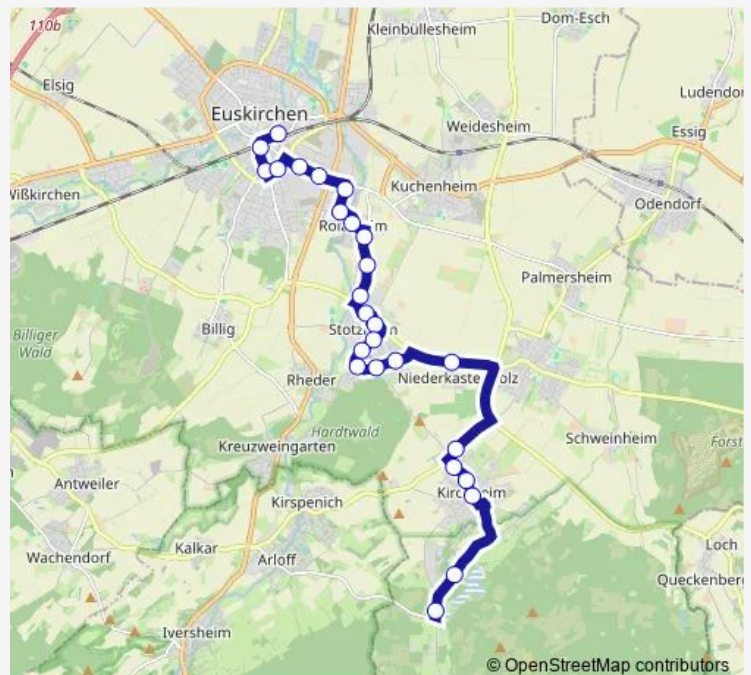 110b
Kleinbüllesheim
Dom-Esch
Elsig
Euskirchen
Ludendor
Weidesheim
Essig
Wißkirchen
Kuchenheim
Odendorf
Palmersheim
Billig
Billiger
Wald
Rheder
Niederkaste
olz
Hardtwald
Kreuzweingarten
Schweinheim
Forst
Antweiler
Kirspenich
Wachendorf
Kalkar
Arloff
Loch
Queckenberg
Iversheim
© OpenStreetMap contributors